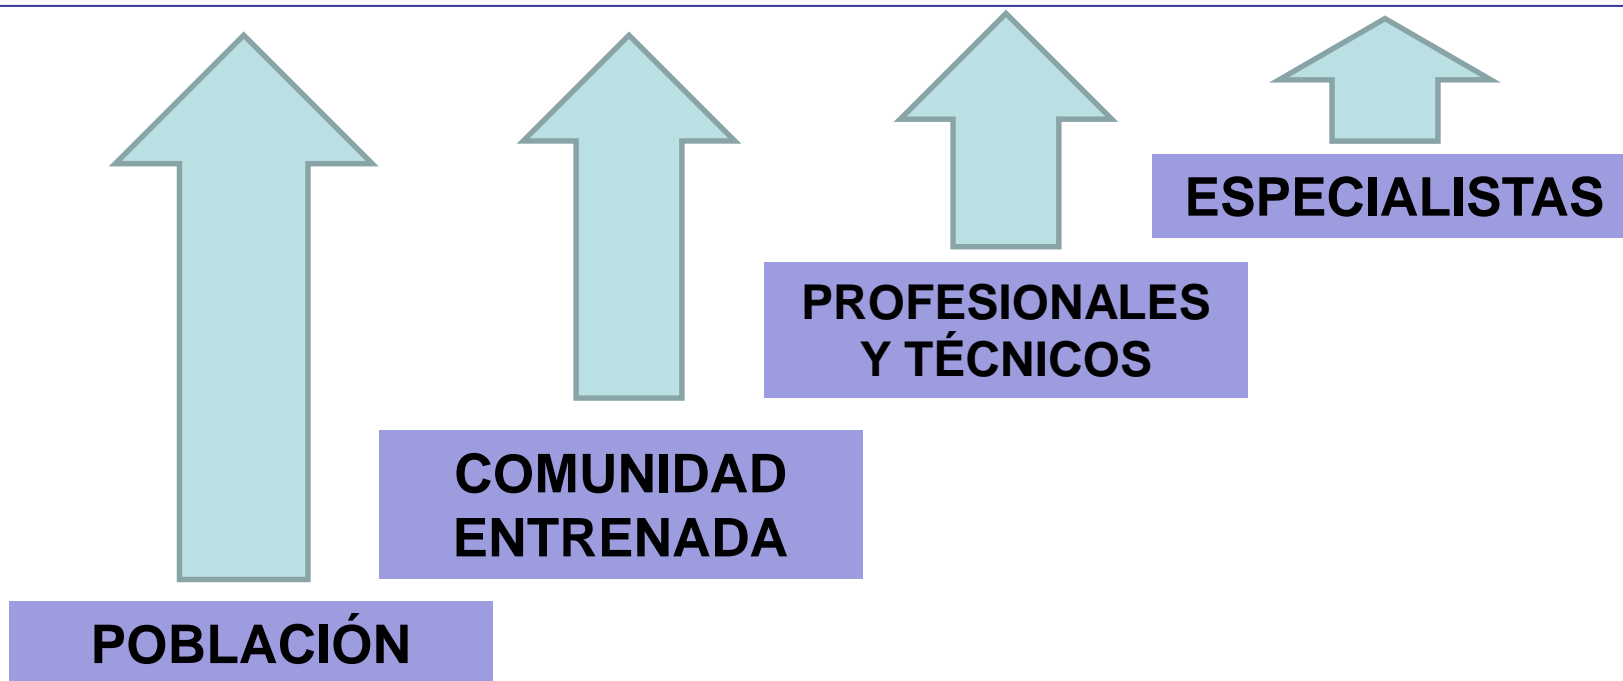 ESPECIALISTAS
PROFESIONALES
Y TÉCNICOS
COMUNIDAD
ENTRENADA
POBLACIÓN